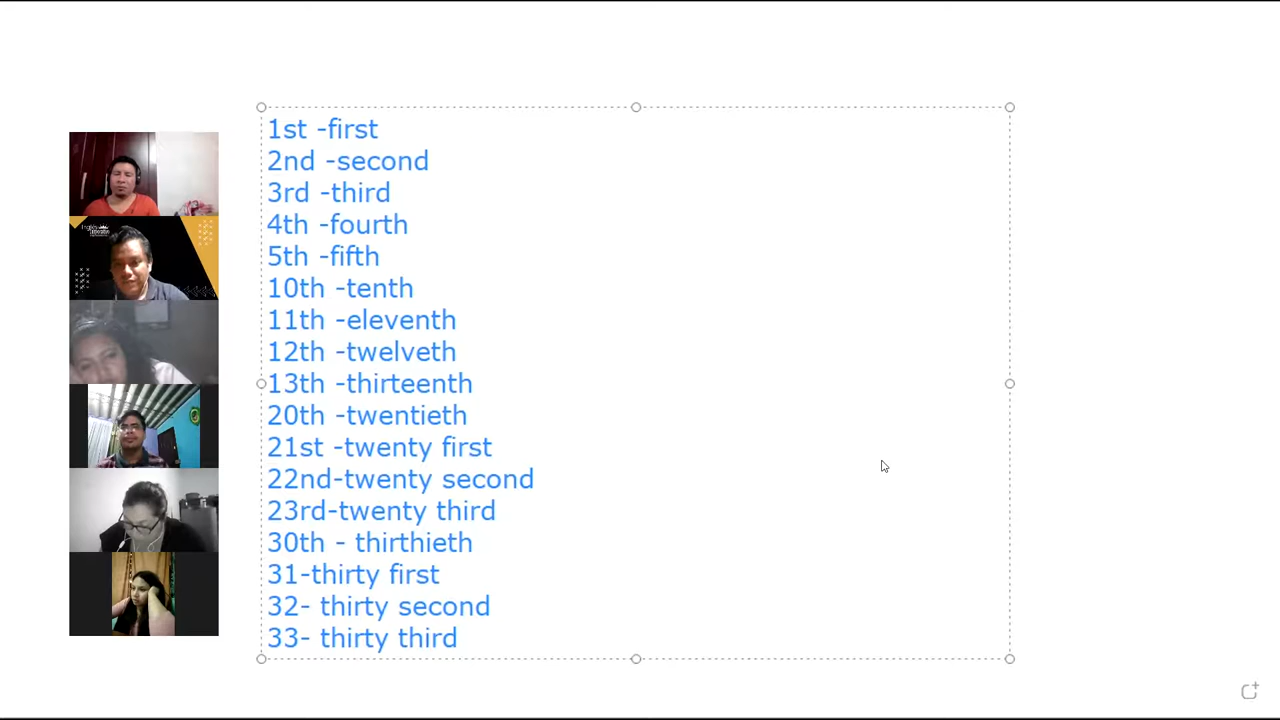 1st -first
2nd -second
3rd -third
4th -fourth
5th -fifth
10th -tenth
11th -eleventh
12th -twelveth
13th -thirteenth
20th -twentieth
21st -twenty first
22nd-twenty second
23rd-twenty third
30th - thirthieth
31-thirty first
32- thirty second
33- thirty third